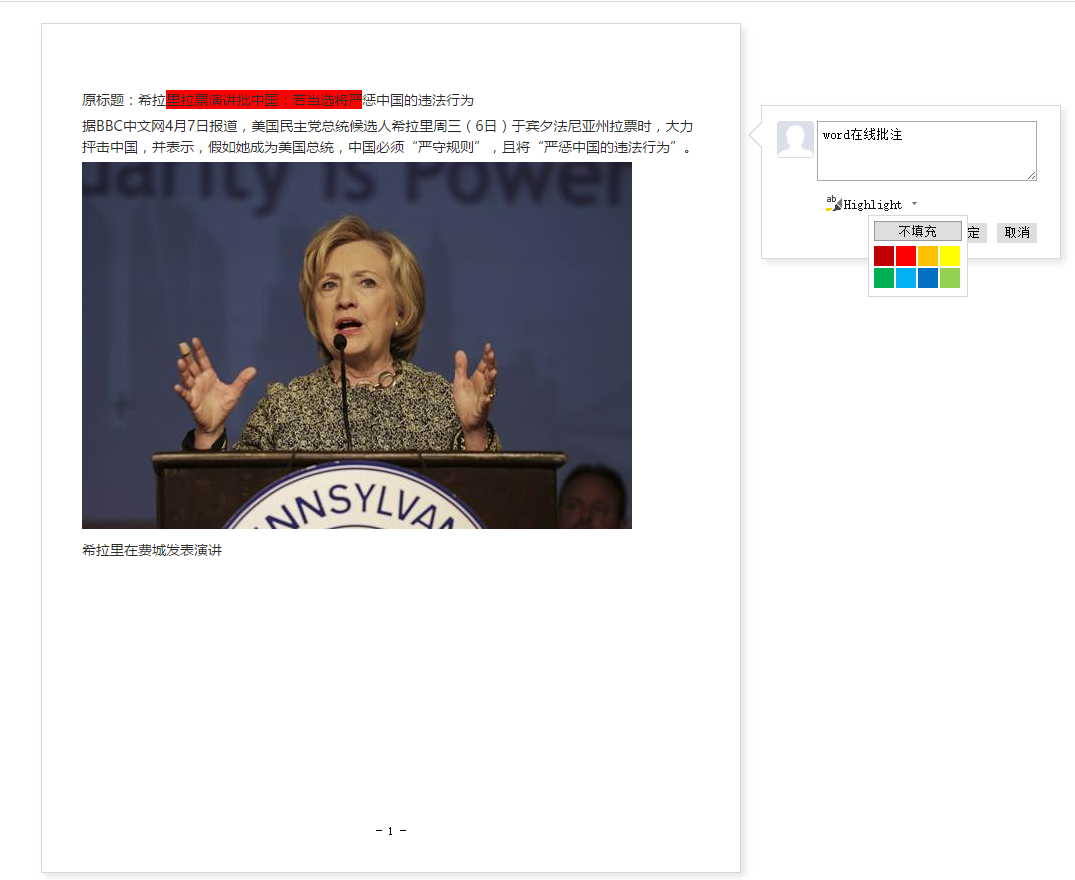 原标题：希拉里拉票演讲批中国：若当选将严惩中国的违法行为
据BBC中文网4月7日报道，美国民主党总统候选人希拉里周三（6日）于宾夕法尼亚州拉票时，大力
抨击中国，并表示，假如她成为美国总统，中国必须“严守规则”，且将“严惩中国的违法行为”。
word在线批注
ab
Highlight
不填充
定
取消
darity is Power
NNSYLVAN
希拉里在费城发表演讲
- 1 -